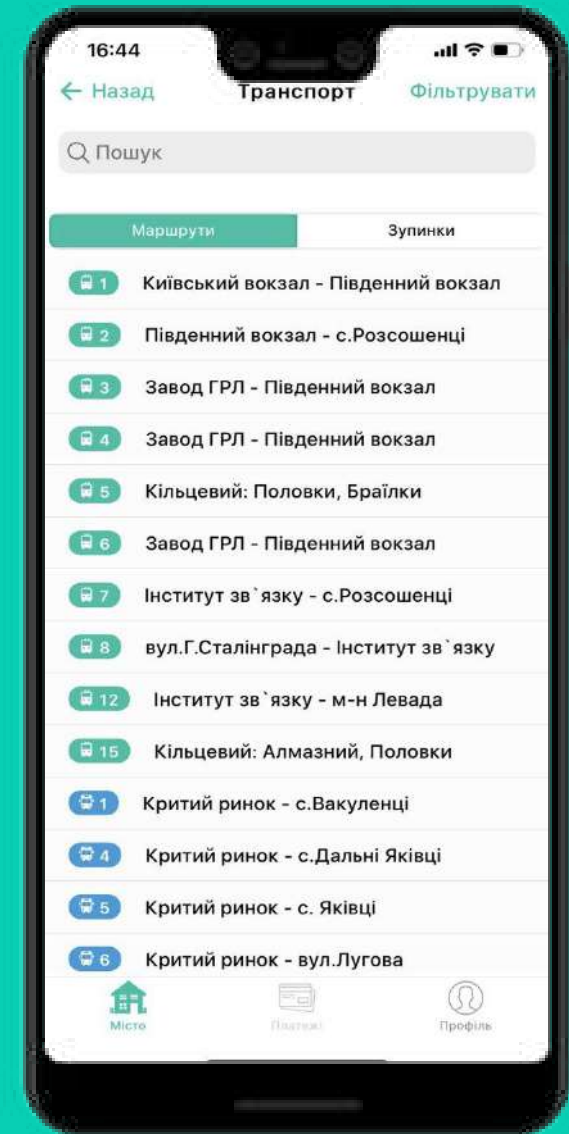 16:44
← Назад Транспорт Фільтрувати
Пошук
Маршрути Зупинки
1 Київський вокзал - Південний вокзал
2 Південний вокзал - с.Розсошенці
3 Завод ГРЛ - Південний вокзал
4 Завод ГРЛ - Південний вокзал
5 Кільцевий: Половки, Браїлки
6 Завод ГРЛ - Південний вокзал
7 Інститут зв`язку - с.Розсошенці
8 вул.Г.Сталінграда - Інститут зв`язку
12 Інститут зв`язку - м-н Левада
15 Кільцевий: Алмазний, Половки
1 Критий ринок - с.Вакуленці
4 Критий ринок - с.Дальні Яківці
5 Критий ринок - с. Яківці
6 Критий ринок - вул.Лугова
Місто Платежі Профіль